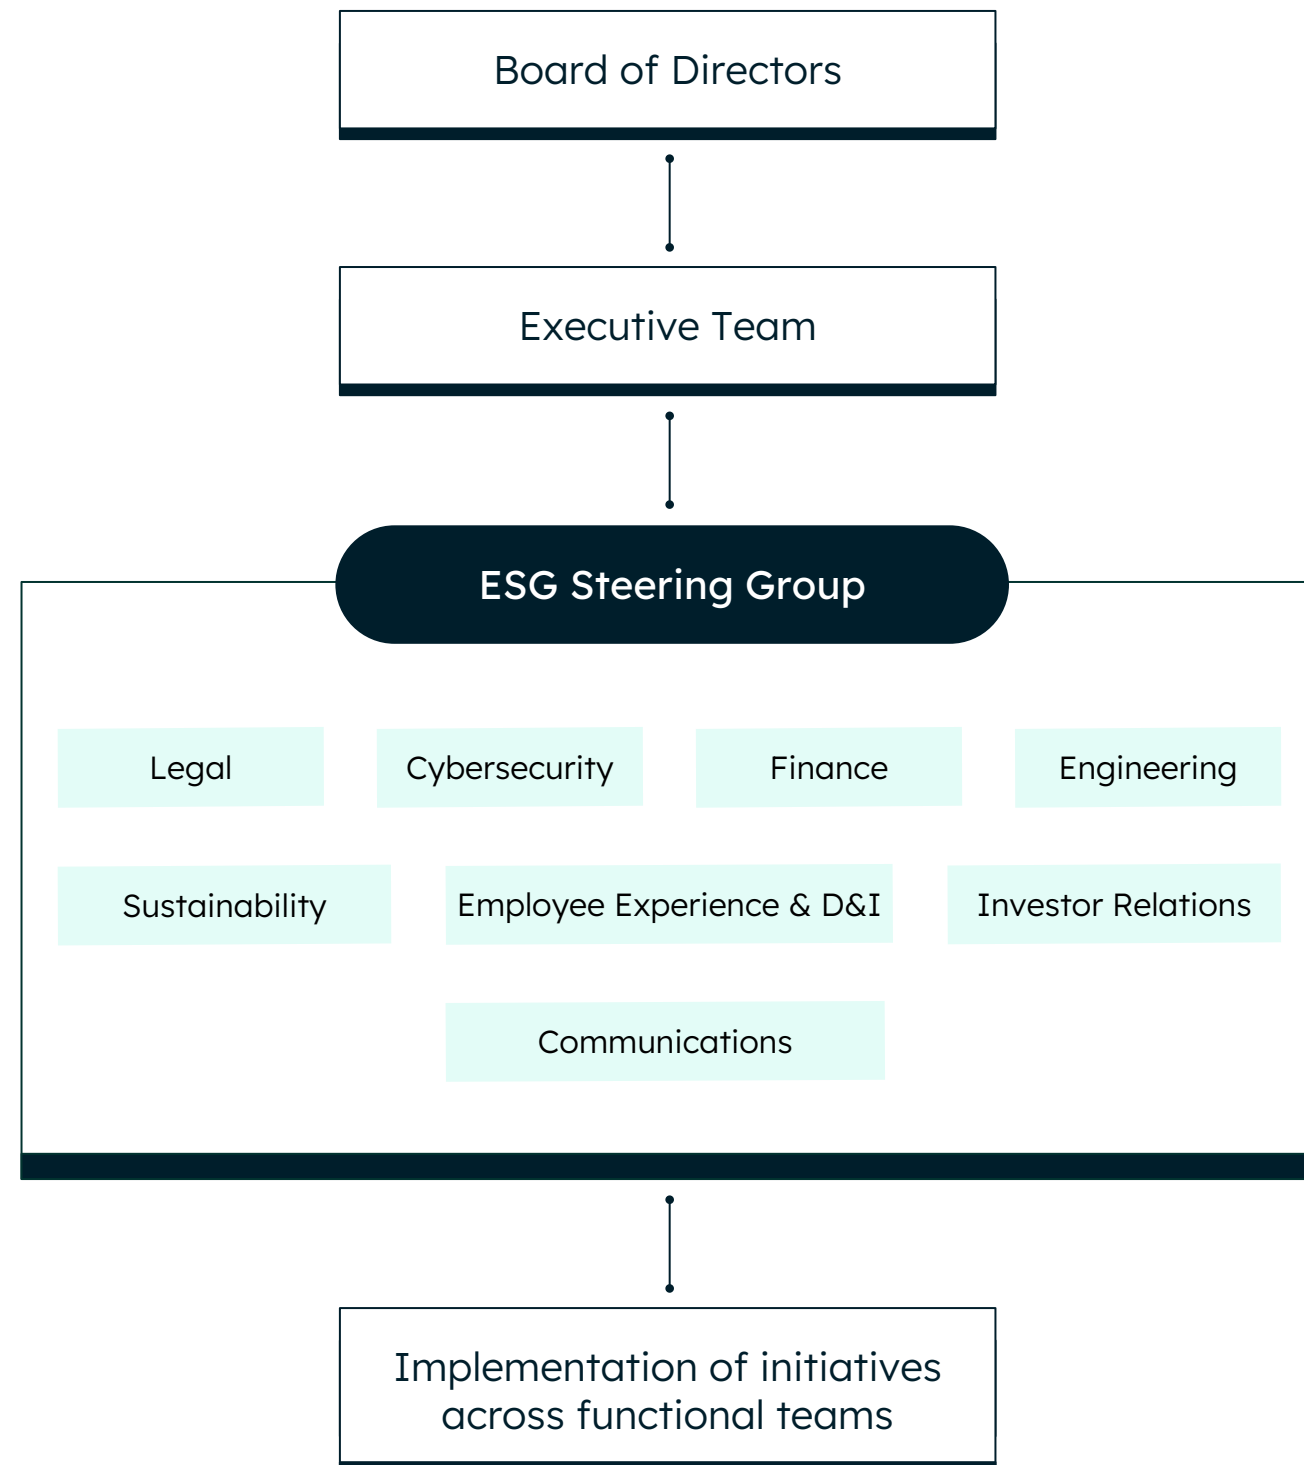 Board of Directors
Executive Team
ESG Steering Group
Legal
Cybersecurity
Finance
Engineering
Sustainability
Employee Experience & D&I
Investor Relations
Communications
Implementation of initiatives
across functional teams